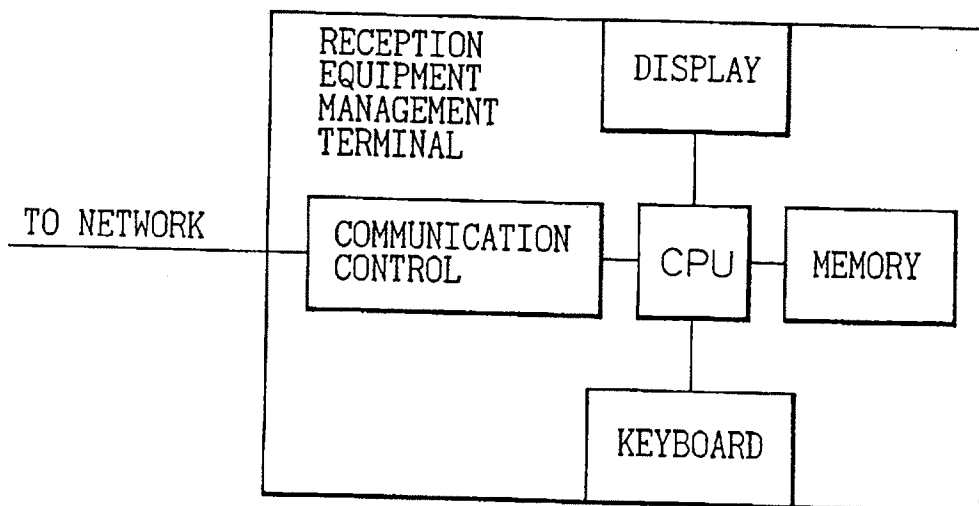 RECEPTION
EQUIPMENT
MANAGEMENT
TERMINAL
DISPLAY
TO NETWORK
COMMUNICATION
CONTROL
CPU
MEMORY
KEYBOARD